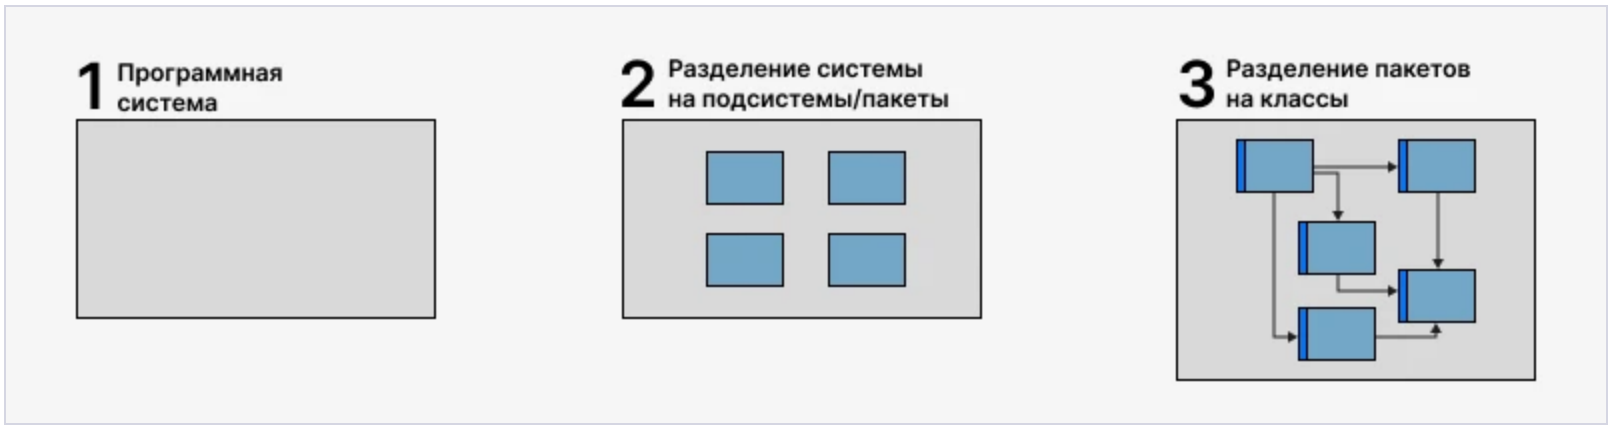 1 Программная
система
2 Разделение системы
на подсистемы/пакеты
3 Разделение пакетов
на классы